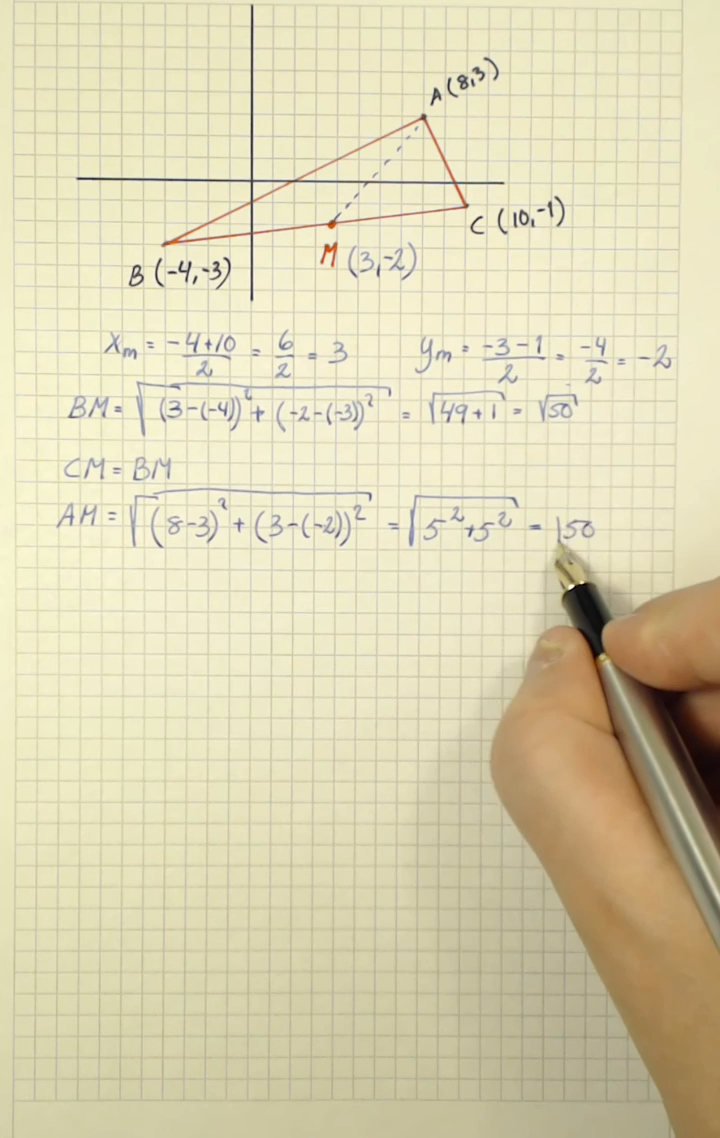 A(8,3)
C (10,-1)
M (3,-2)
B (-4,-3)
Xm = -4+10/2 = 6/2 = 3 ym = -3-1/2 = -4/2 = -2
BM = √(3-(-4))² + (-2-(-3))² = √49+1 = √50
CM = BM
AM = √(8-3)² + (3-(-2))² = √5²+5² = 50